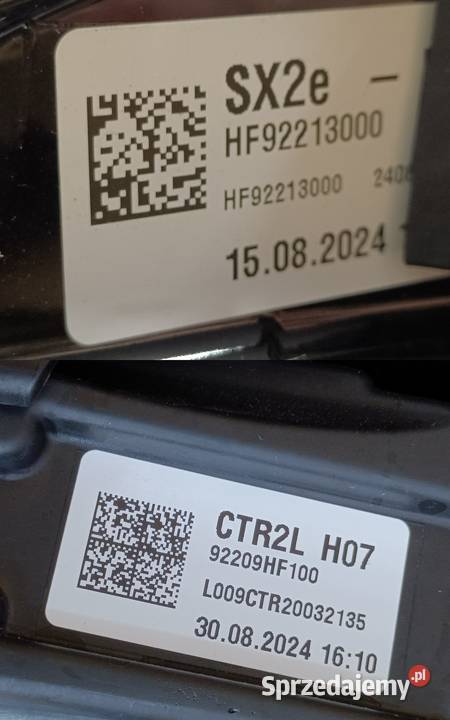 SX2e –
HF92213000
HF92213000
15.08.2024
CTR2L H07
92209HF100
L009CTR20032135
30.08.2024 16:10
Sprzedajemy.pl